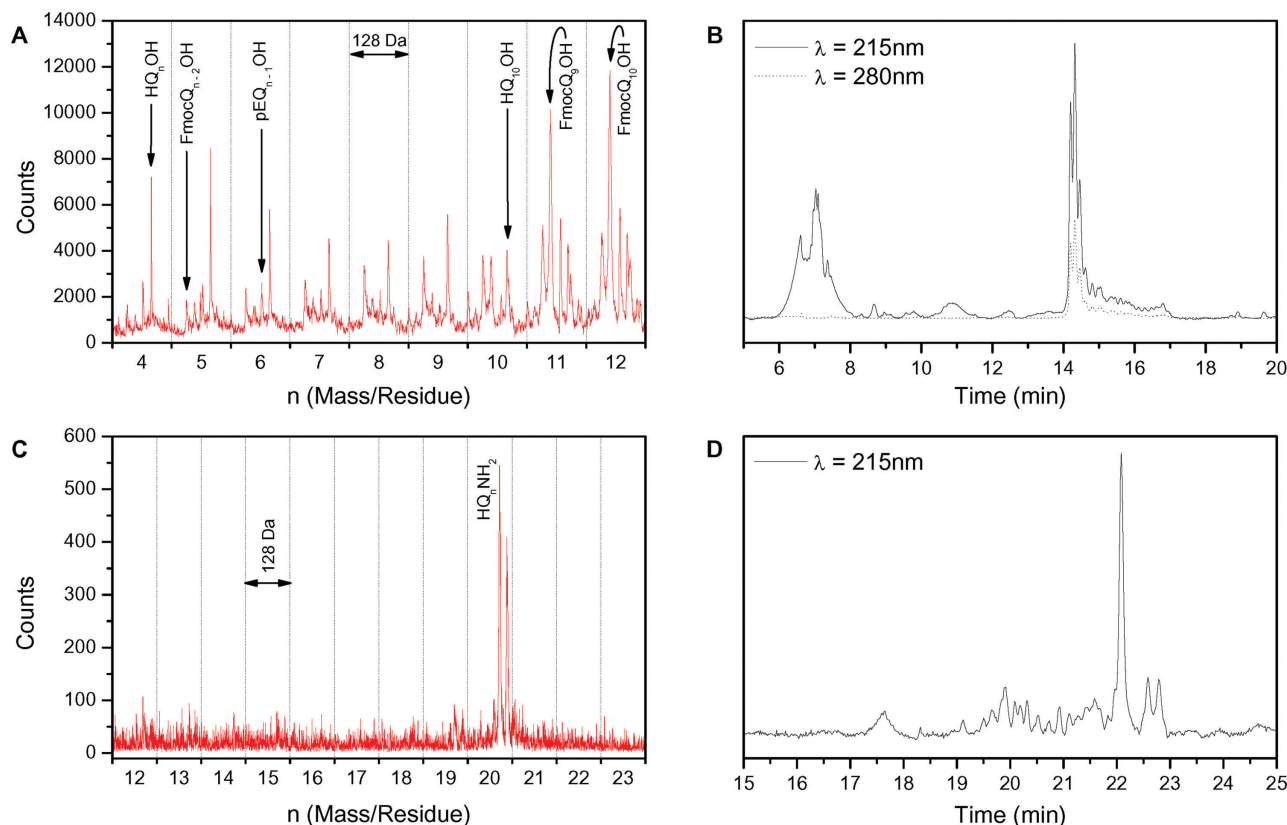 A
14000
12000
10000
8000
6000
4000
2000
0
Counts
HQₙOH
FmocQₙ₋₂OH
pEQₙ₋₁OH
128 Da
HQ₁₀OH
FmocQ₉OH
FmocQ₁₀OH
4 5 6 7 8 9 10 11 12
n (Mass/Residue)
B
λ = 215nm
λ = 280nm
6 8 10 12 14 16 18 20
Time (min)
C
600
500
400
300
200
100
0
Counts
128 Da
HQₙNH₂
12 13 14 15 16 17 18 19 20 21 22 23
n (Mass/Residue)
D
λ = 215nm
15 16 17 18 19 20 21 22 23 24 25
Time (min)